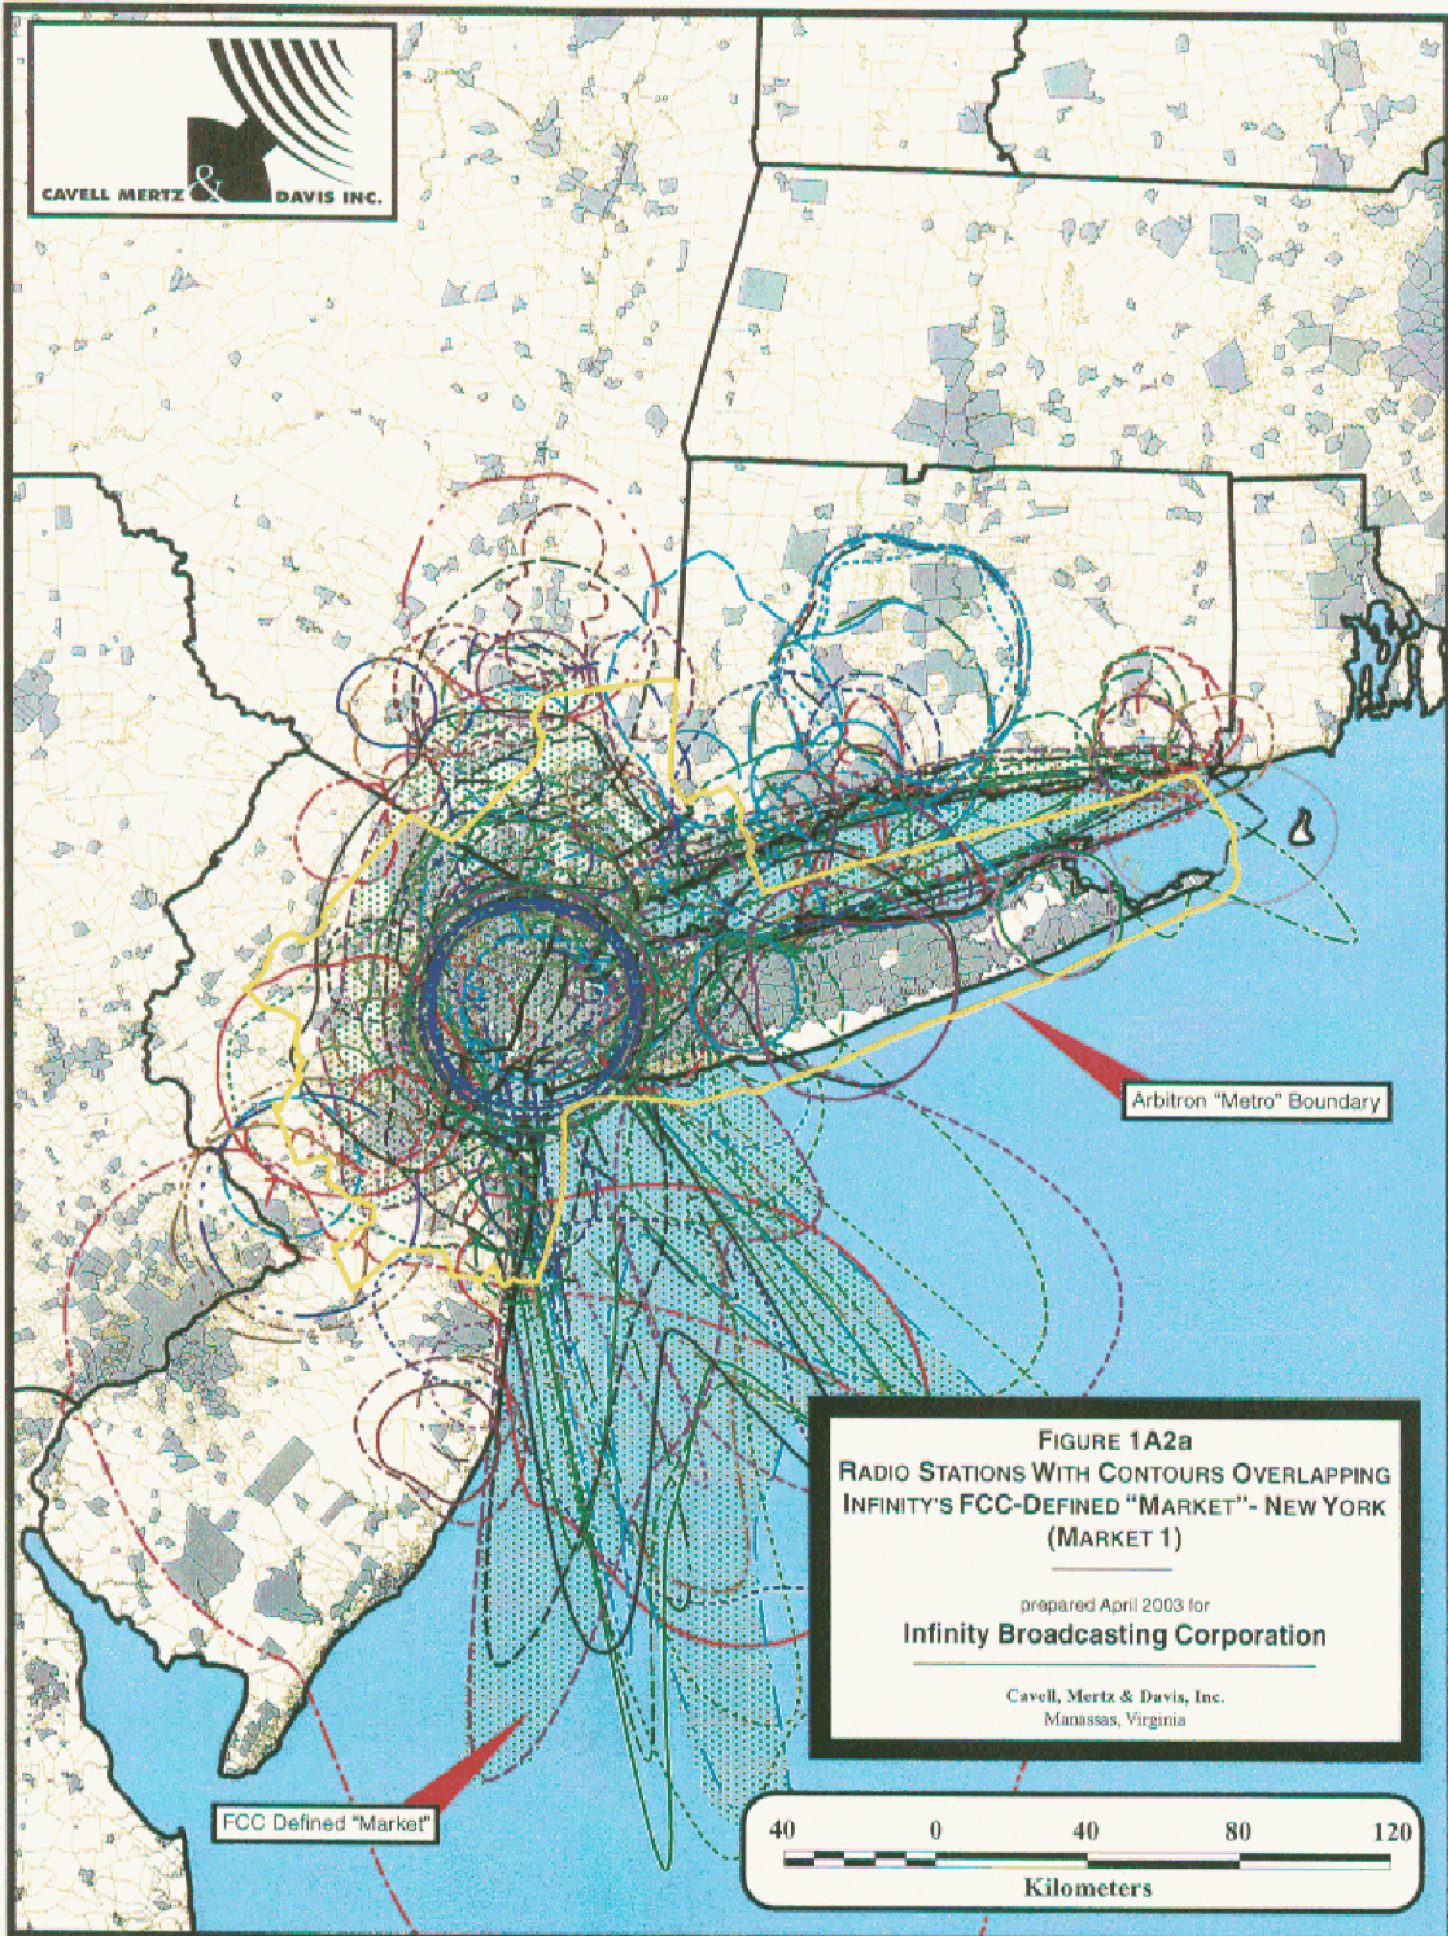 CAVELL MERTZ & DAVIS INC.
Arbitron "Metro" Boundary
FIGURE 1A2a
RADIO STATIONS WITH CONTOURS OVERLAPPING
INFINITY'S FCC-DEFINED "MARKET"- NEW YORK
(MARKET 1)
prepared April 2003 for
Infinity Broadcasting Corporation
Cavell, Mertz & Davis, Inc.
Manassas, Virginia
FCC Defined "Market"
40 0 40 80 120
Kilometers